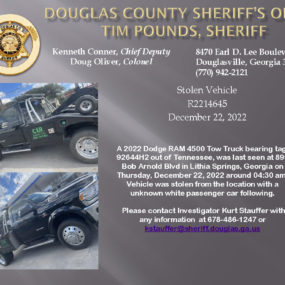 DOUGLAS COUNTY SHERIFF'S O
TIM POUNDS, SHERIFF
Kenneth Conner, Chief Deputy
Doug Oliver, Colonel
8470 Earl D. Lee Boulev
Douglasville, Georgia 3
(770) 942-2121
Stolen Vehicle
R2214645
December 22, 2022
A 2022 Dodge RAM 4500 Tow Truck bearing tag
92644H2 out of Tennessee, was last seen at 89
Bob Arnold Blvd in Lithia Springs, Georgia on
Thursday, December 22, 2022 around 04:30 am
Vehicle was stolen from the location with a
unknown white passenger car following.
Please contact Investigator Kurt Stauffer with
any information at 678-486-1247 or
kstauffer@sheriff.douglas.ga.us